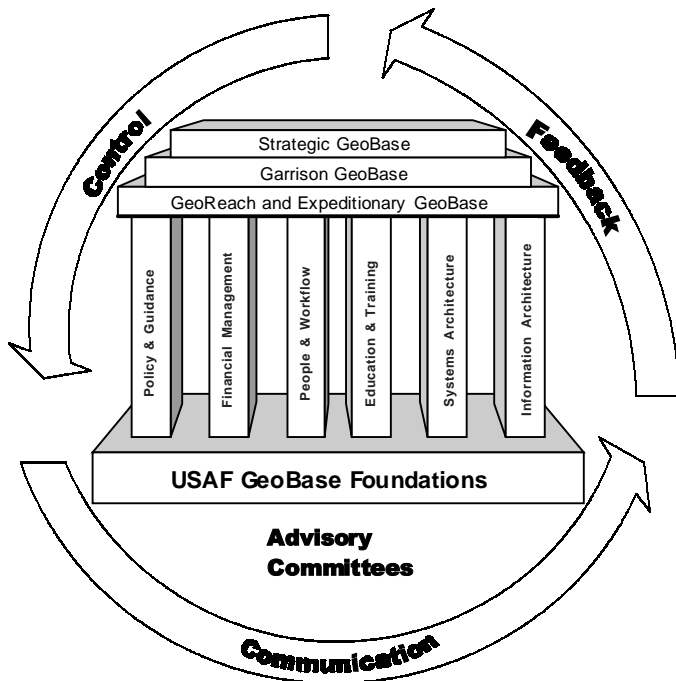 Control
Feedback
Strategic GeoBase
Garrison GeoBase
GeoReach and Expeditionary GeoBase
Policy & Guidance
Financial Management
People & Workflow
Education & Training
Systems Architecture
Information Architecture
USAF GeoBase Foundations
Advisory
Committees
Communication